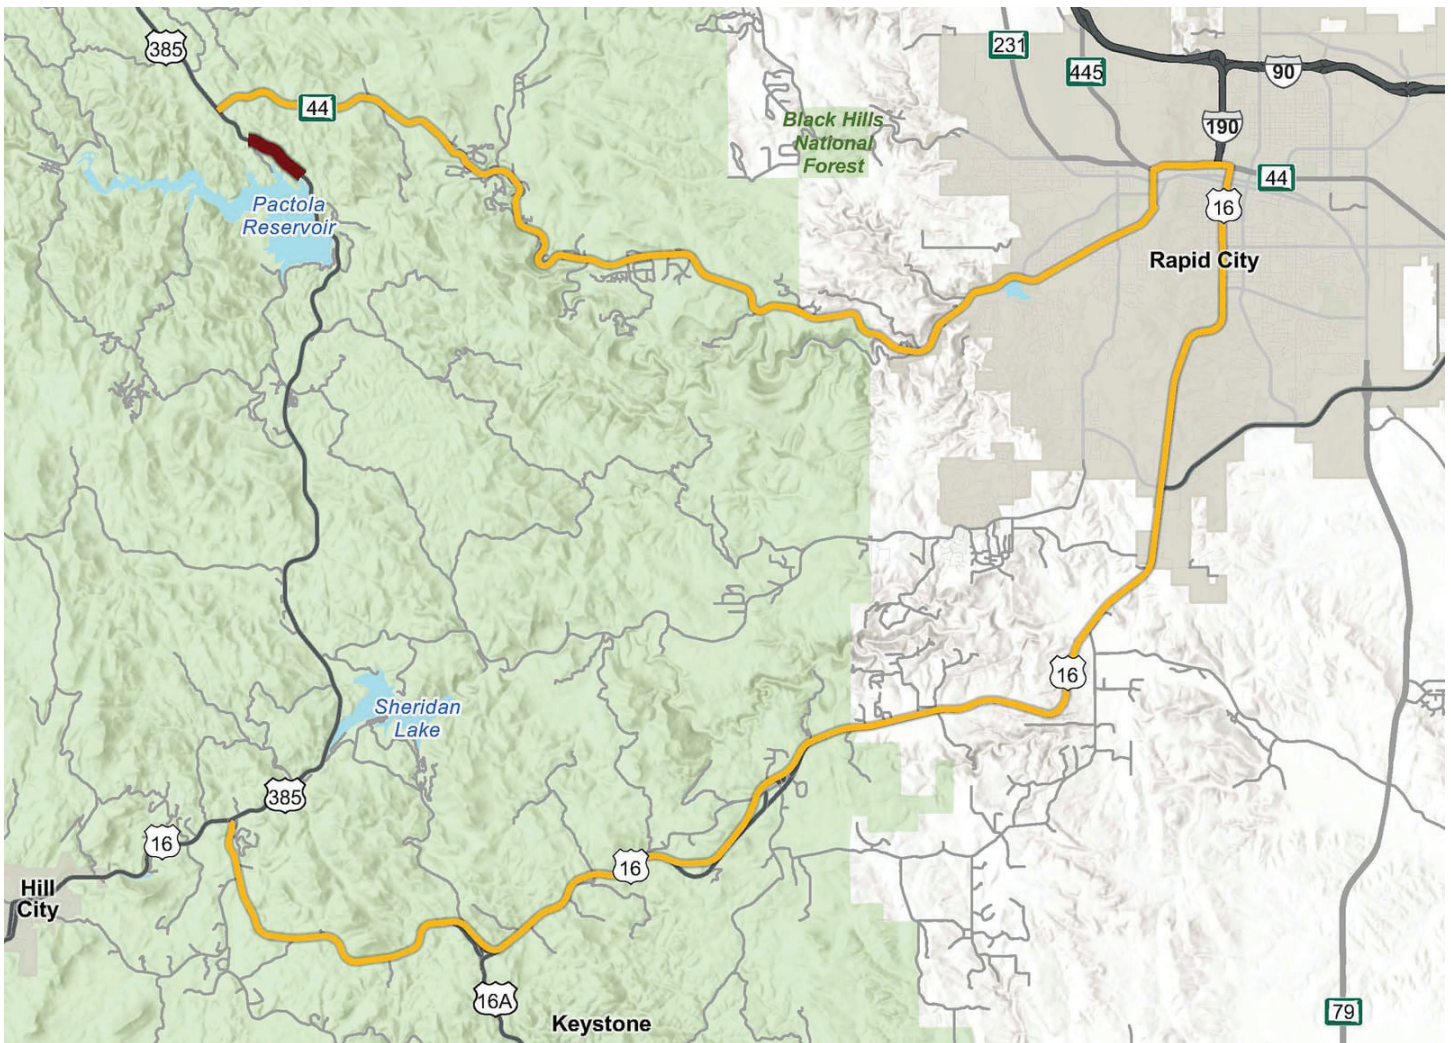 385
231
445
90
44
190
Black Hills
National
Forest
44
16
Pactola
Reservoir
Rapid City
16
Sheridan
Lake
385
16
16
Hill
City
16A
79
Keystone